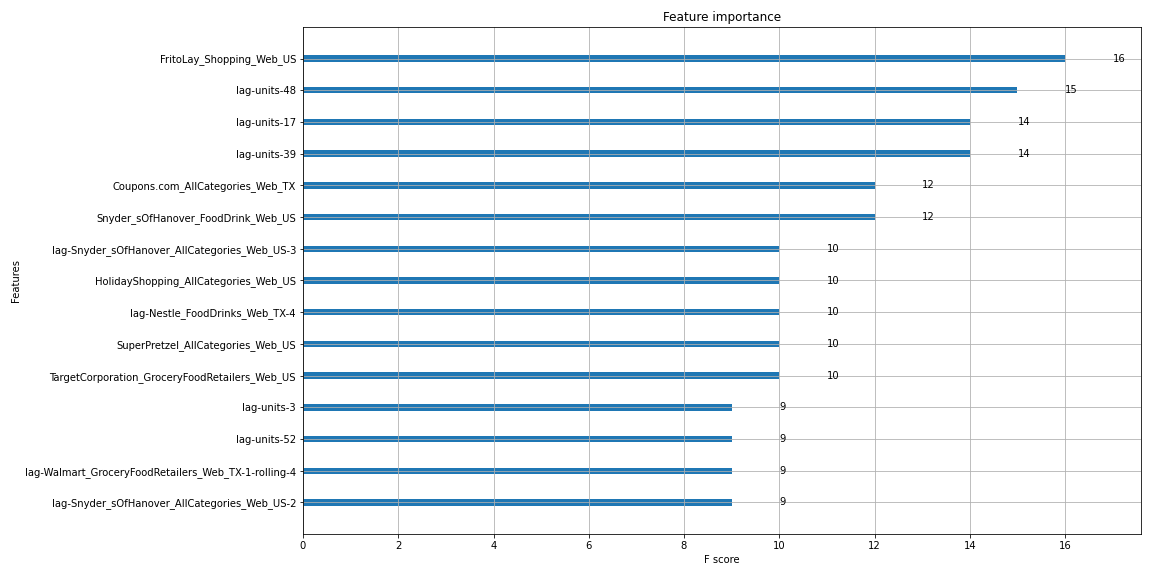 Feature importance
FritoLay_Shopping_Web_US
16
lag-units-48
15
lag-units-17
14
lag-units-39
14
Coupons.com_AllCategories_Web_TX
12
Snyder_sOfHanover_FoodDrink_Web_US
12
lag-Snyder_sOfHanover_AllCategories_Web_US-3
10
HolidayShopping_AllCategories_Web_US
10
lag-Nestle_FoodDrinks_Web_TX-4
10
SuperPretzel_AllCategories_Web_US
10
TargetCorporation_GroceryFoodRetailers_Web_US
10
lag-units-3
9
lag-units-52
9
lag-Walmart_GroceryFoodRetailers_Web_TX-1-rolling-4
9
lag-Snyder_sOfHanover_AllCategories_Web_US-2
9
Features
0 2 4 6 8 10 12 14 16
F score